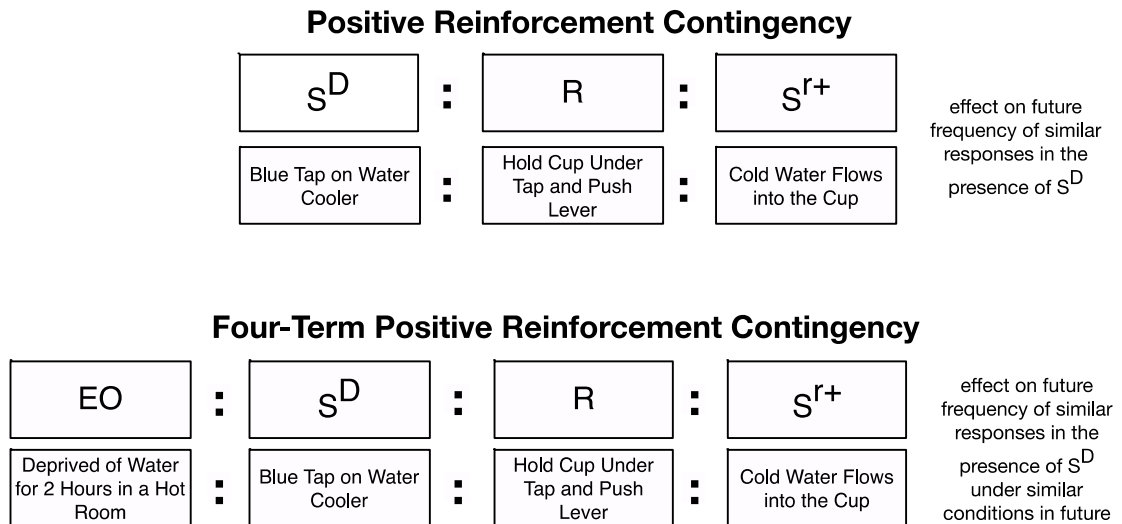 Positive Reinforcement Contingency
S^D : R : S^r+
effect on future
frequency of similar
responses in the
presence of S^D
Blue Tap on Water
Cooler
:
Hold Cup Under
Tap and Push
Lever
:
Cold Water Flows
into the Cup
Four-Term Positive Reinforcement Contingency
EO : S^D : R : S^r+
effect on future
frequency of similar
responses in the
presence of S^D
under similar
conditions in future
Deprived of Water
for 2 Hours in a Hot
Room
:
Blue Tap on Water
Cooler
:
Hold Cup Under
Tap and Push
Lever
:
Cold Water Flows
into the Cup